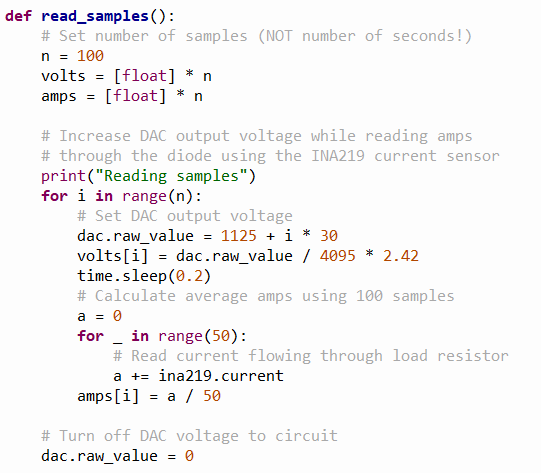 def read_samples():
    # Set number of samples (NOT number of seconds!)
    n = 100
    volts = [float] * n
    amps = [float] * n

    # Increase DAC output voltage while reading amps
    # through the diode using the INA219 current sensor
    print("Reading samples")
    for i in range(n):
        # Set DAC output voltage
        dac.raw_value = 1125 + i * 30
        volts[i] = dac.raw_value / 4095 * 2.42
        time.sleep(0.2)
        # Calculate average amps using 100 samples
        a = 0
        for _ in range(50):
            # Read current flowing through load resistor
            a += ina219.current
        amps[i] = a / 50

    # Turn off DAC voltage to circuit
    dac.raw_value = 0